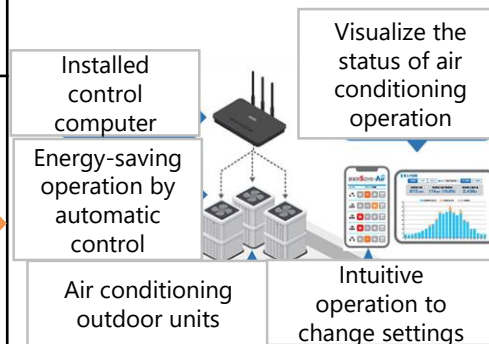 Installed
control
computer
Visualize the
status of air
conditioning
operation
Energy-saving
operation by
automatic
control
Air conditioning
outdoor units
Intuitive
operation to
change settings